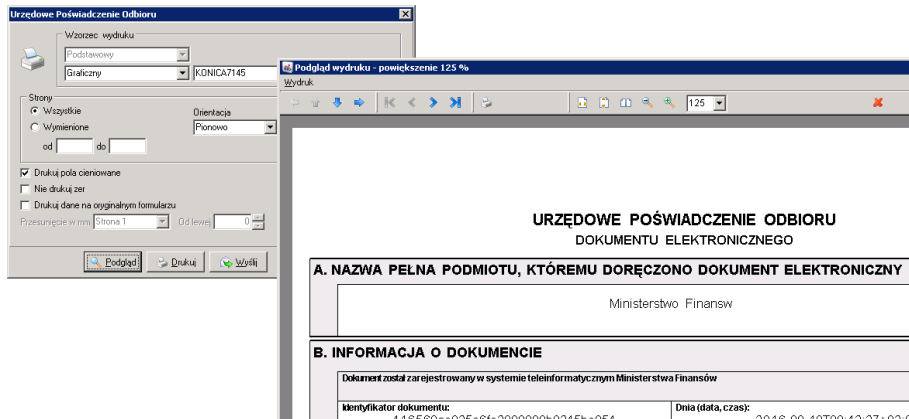 Urzędowe Poświadczenie Odbioru
Wzorzec wydruku
Podstawowy
Graficzny
KONICA7145
Strony
Wszystkie
Wymienione
od
do
Orientacja
Pionowo
Drukuj pola cieniowane
Nie drukuj zer
Drukuj dane na oryginalnym formularzu
Przesunięcie w mm
Strona 1
Od lewej
0
Podgląd
Drukuj
Wyślij
Podgląd wydruku - powiększenie 125 %
Wydruk
125
URZĘDOWE POŚWIADCZENIE ODBIORU
DOKUMENTU ELEKTRONICZNEGO
A. NAZWA PEŁNA PODMIOTU, KTÓREMU DORĘCZONO DOKUMENT ELEKTRONICZNY
Ministerstwo Finansw
B. INFORMACJA O DOKUMENCIE
Dokument został zarejestrowany w systemie teleinformatycznym Ministerstwa Finansów
Identyfikator dokumentu:
Dnia (data, czas):